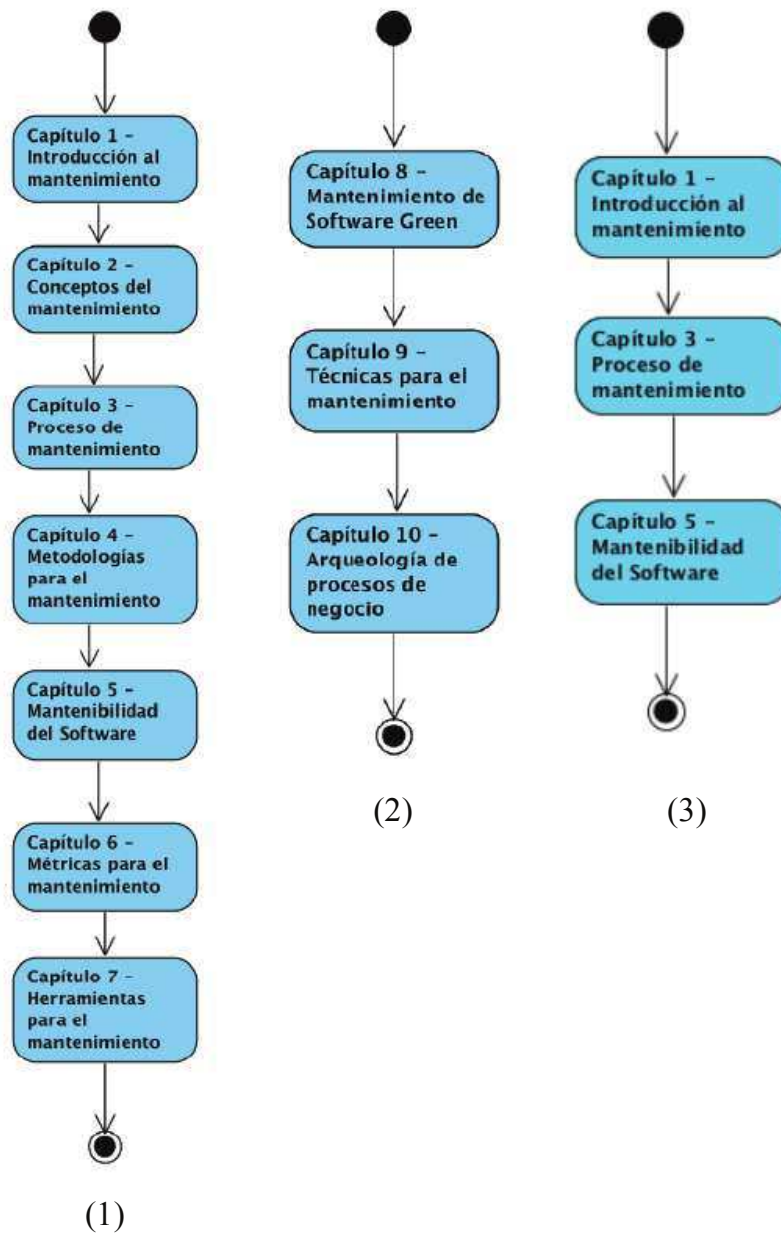 Capítulo 1 –
Introducción al
mantenimiento
Capítulo 2 –
Conceptos del
mantenimiento
Capítulo 3 –
Proceso de
mantenimiento
Capítulo 4 –
Metodologías
para el
mantenimiento
Capítulo 5 –
Mantenibilidad
del Software
Capítulo 6 –
Métricas para el
mantenimiento
Capítulo 7 –
Herramientas
para el
mantenimiento
(1)
Capítulo 8 –
Mantenimiento de
Software Green
Capítulo 9 –
Técnicas para el
mantenimiento
Capítulo 10 –
Arqueología de
procesos de
negocio
(2)
Capítulo 1 –
Introducción al
mantenimiento
Capítulo 3 –
Proceso de
mantenimiento
Capítulo 5 –
Mantenibilidad
del Software
(3)